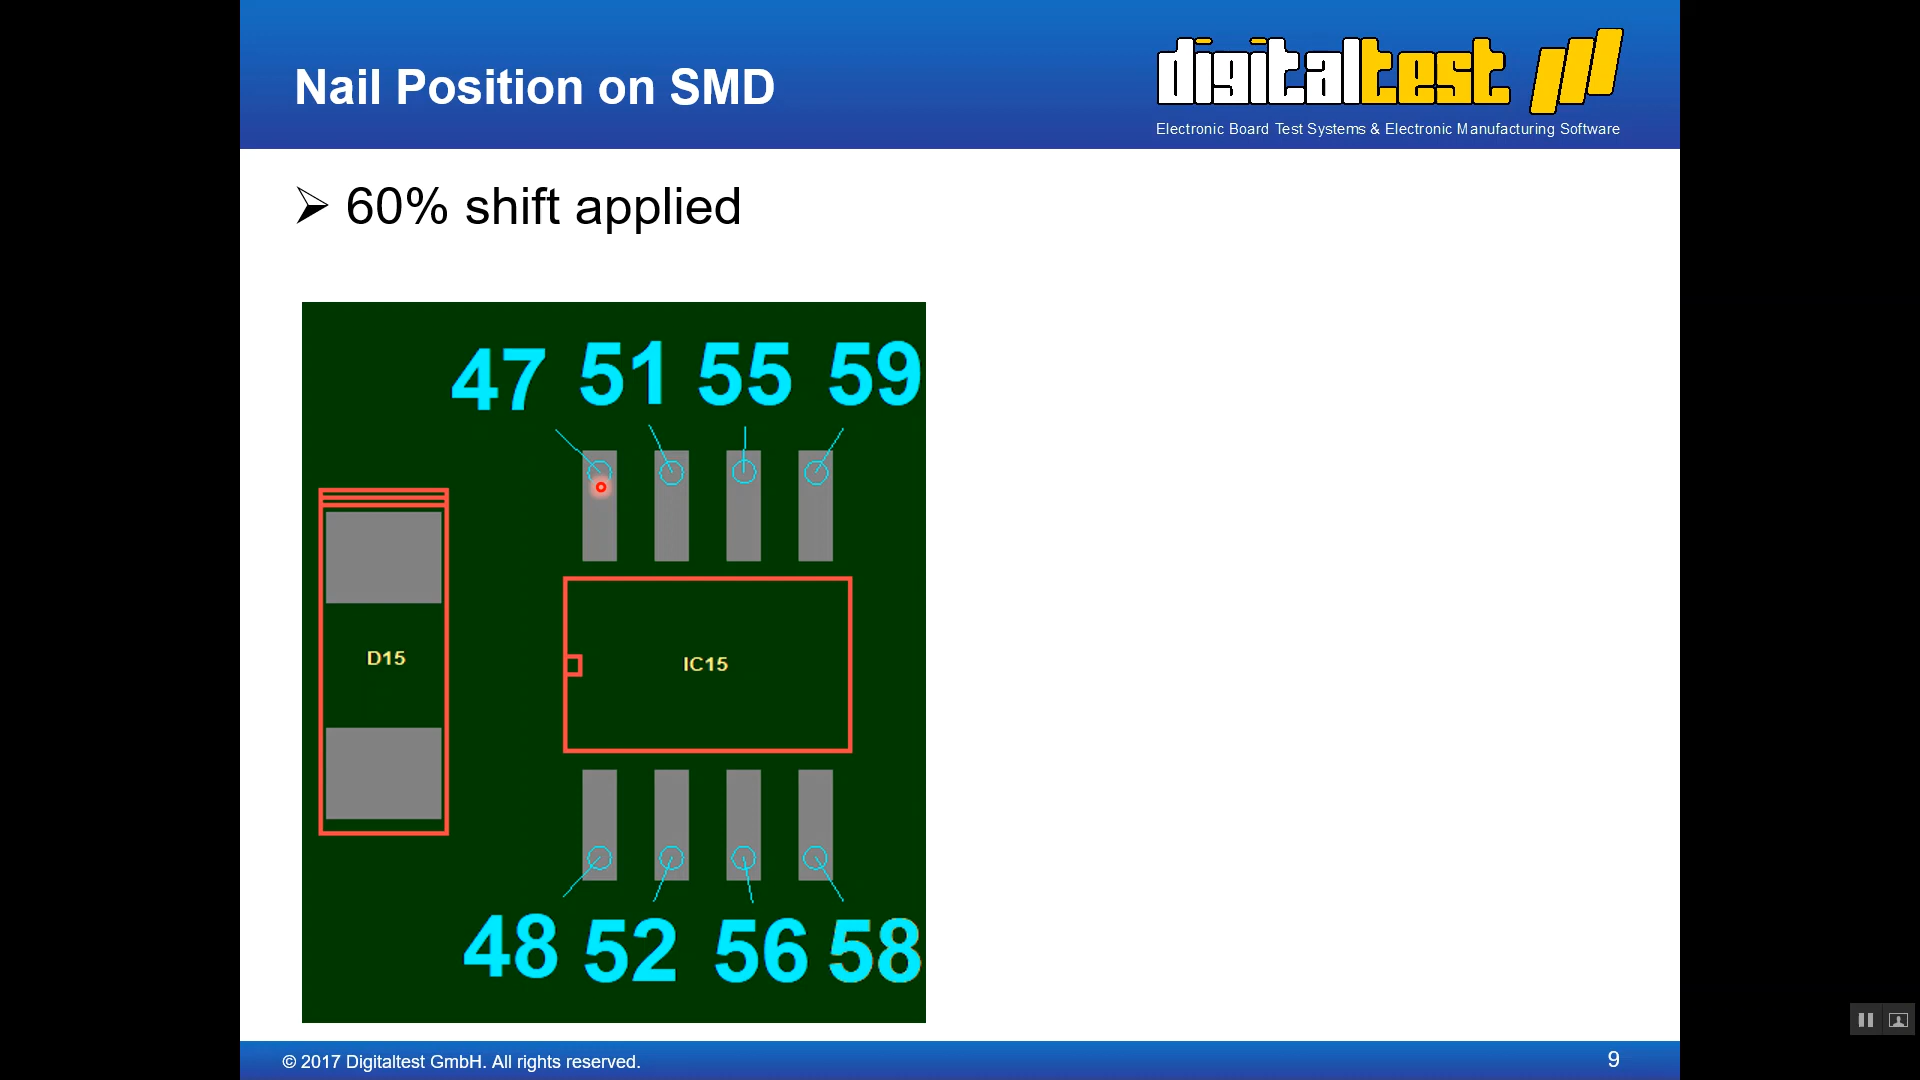 Nail Position on SMD
digitaltest
Electronic Board Test Systems & Electronic Manufacturing Software
➢ 60% shift applied
47 51 55 59
D15
IC15
48 52 56 58
© 2017 Digitaltest GmbH. All rights reserved.
9